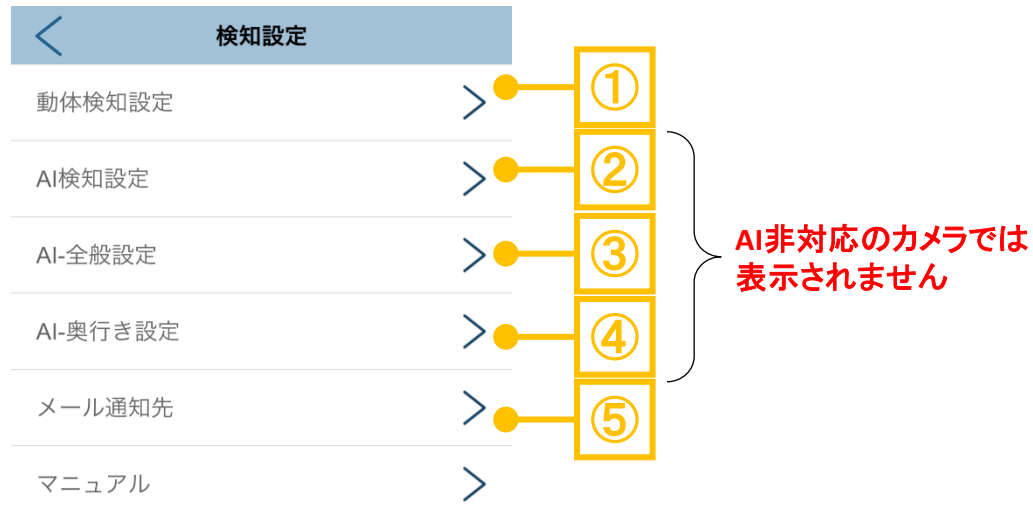 検知設定
動体検知設定
①
AI検知設定
②
AI-全般設定
③
AI非対応のカメラでは
表示されません
AI-奥行き設定
④
メール通知先
⑤
マニュアル